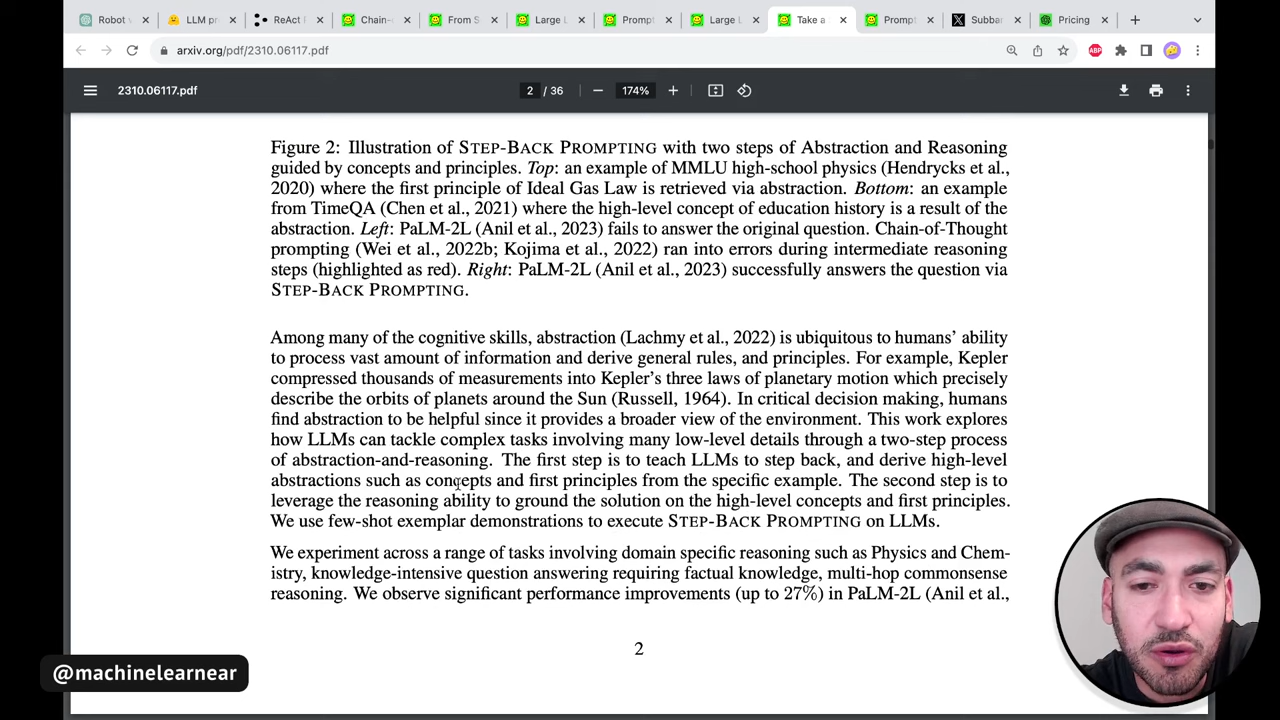 Robot
LLM pr
ReAct
Chain-
From S
Large L
Prompt
Large L
Take a
Prompt
Subbar
Pricing
arxiv.org/pdf/2310.06117.pdf
ABP
2310.06117.pdf
2 / 36
174%
Figure 2: Illustration of STEP-BACK PROMPTING with two steps of Abstraction and Reasoning
guided by concepts and principles. Top: an example of MMLU high-school physics (Hendrycks et al.,
2020) where the first principle of Ideal Gas Law is retrieved via abstraction. Bottom: an example
from TimeQA (Chen et al., 2021) where the high-level concept of education history is a result of the
abstraction. Left: PaLM-2L (Anil et al., 2023) fails to answer the original question. Chain-of-Thought
prompting (Wei et al., 2022b; Kojima et al., 2022) ran into errors during intermediate reasoning
steps (highlighted as red). Right: PaLM-2L (Anil et al., 2023) successfully answers the question via
STEP-BACK PROMPTING.
Among many of the cognitive skills, abstraction (Lachmy et al., 2022) is ubiquitous to humans' ability
to process vast amount of information and derive general rules, and principles. For example, Kepler
compressed thousands of measurements into Kepler's three laws of planetary motion which precisely
describe the orbits of planets around the Sun (Russell, 1964). In critical decision making, humans
find abstraction to be helpful since it provides a broader view of the environment. This work explores
how LLMs can tackle complex tasks involving many low-level details through a two-step process
of abstraction-and-reasoning. The first step is to teach LLMs to step back, and derive high-level
abstractions such as concepts and first principles from the specific example. The second step is to
leverage the reasoning ability to ground the solution on the high-level concepts and first principles.
We use few-shot exemplar demonstrations to execute STEP-BACK PROMPTING on LLMs.
We experiment across a range of tasks involving domain specific reasoning such as Physics and Chem-
istry, knowledge-intensive question answering requiring factual knowledge, multi-hop commonsense
reasoning. We observe significant performance improvements (up to 27%) in PaLM-2L (Anil et al.,
2
@machinelearnear